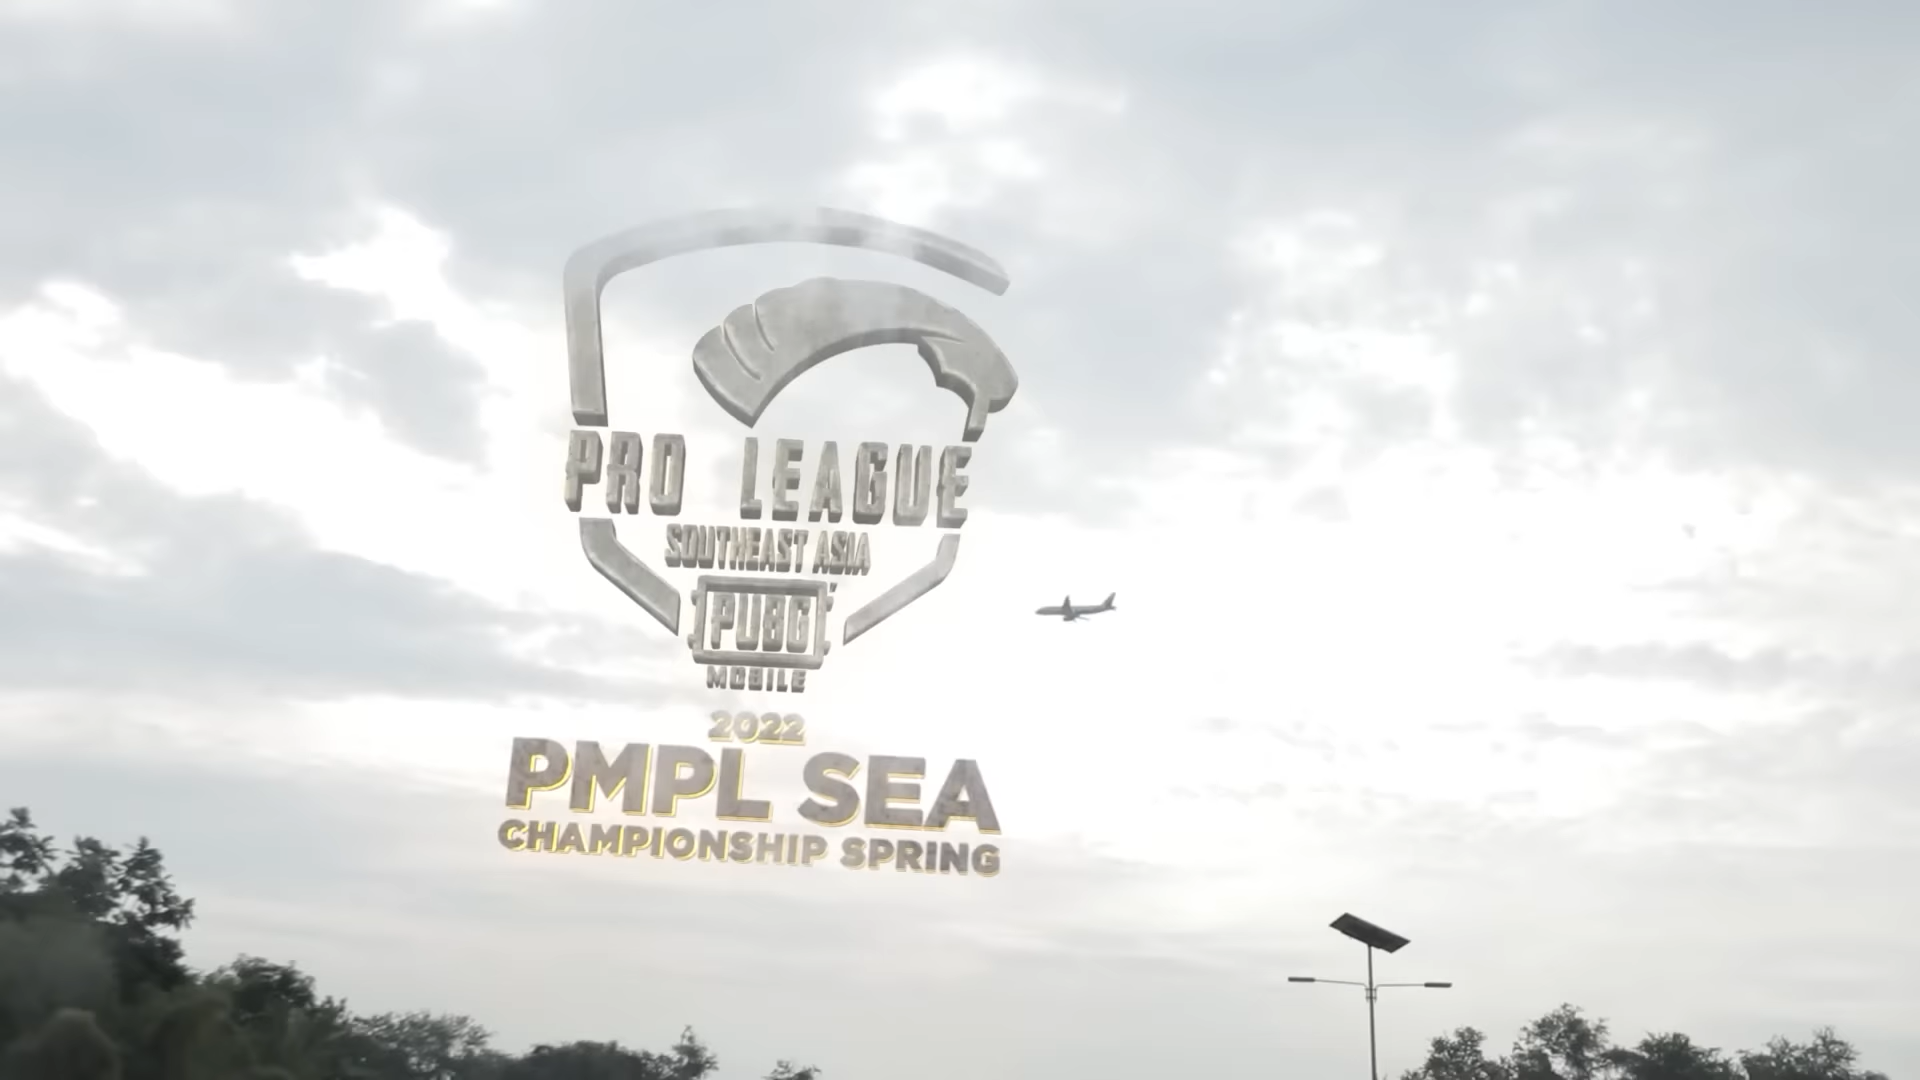 PRO LEAGUE
SOUTHEAST ASIA
PUBG
MOBILE
2022
PMPL SEA
CHAMPIONSHIP SPRING